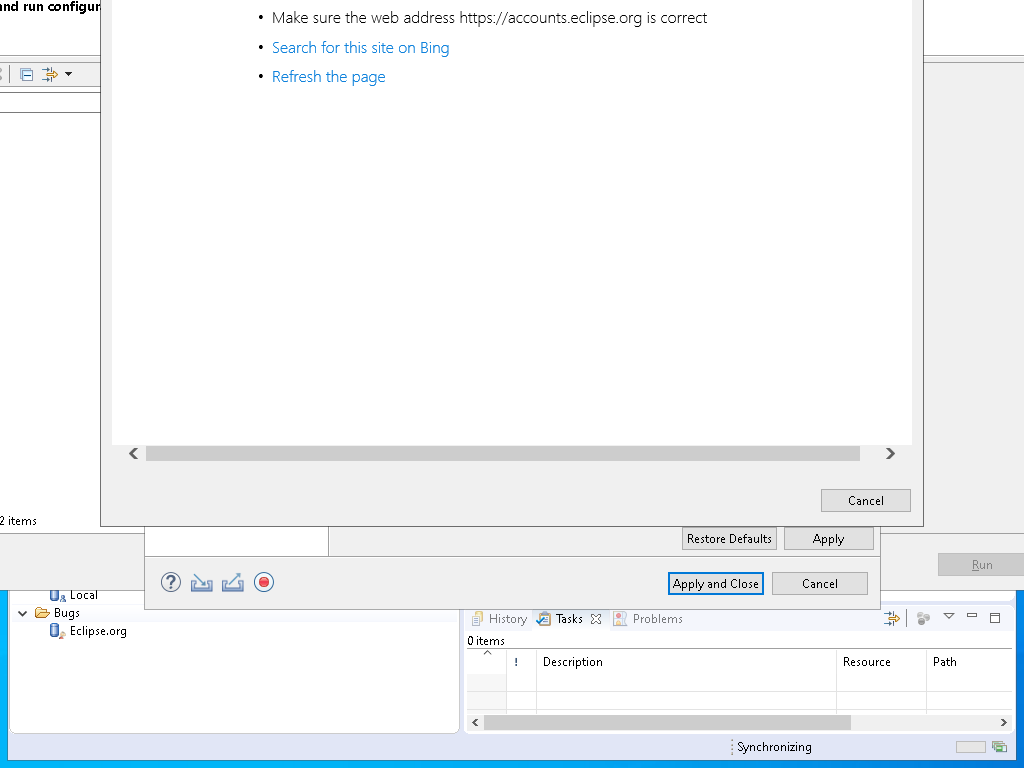 and run configur
• Make sure the web address https://accounts.eclipse.org is correct
• Search for this site on Bing
• Refresh the page
Cancel
2 items
Restore Defaults
Apply
Run
Apply and Close
Cancel
Local
Bugs
Eclipse.org
History
Tasks
Problems
0 items
!
Description
Resource
Path
Synchronizing